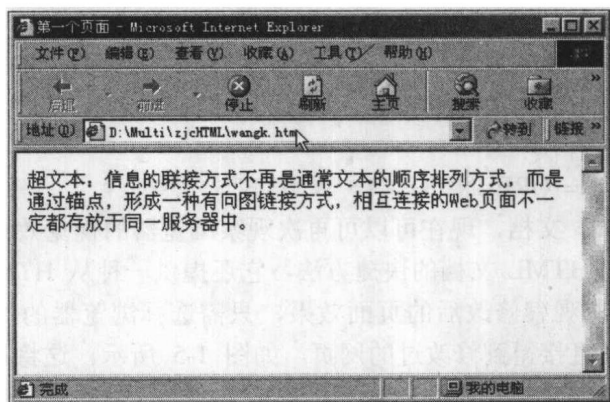 第一个页面 - Microsoft Internet Explorer
文件(F) 编辑(E) 查看(V) 收藏(A) 工具(T) 帮助(H)
后退 前进 停止 刷新 主页 搜索 收藏 »
地址(D) D:\Multi\zjcHTML\wangk.htm 转到 链接 »
超文本：信息的联接方式不再是通常文本的顺序排列方式，而是
通过锚点，形成一种有向图链接方式，相互连接的Web页面不一
定都存放于同一服务器中。
完成 我的电脑